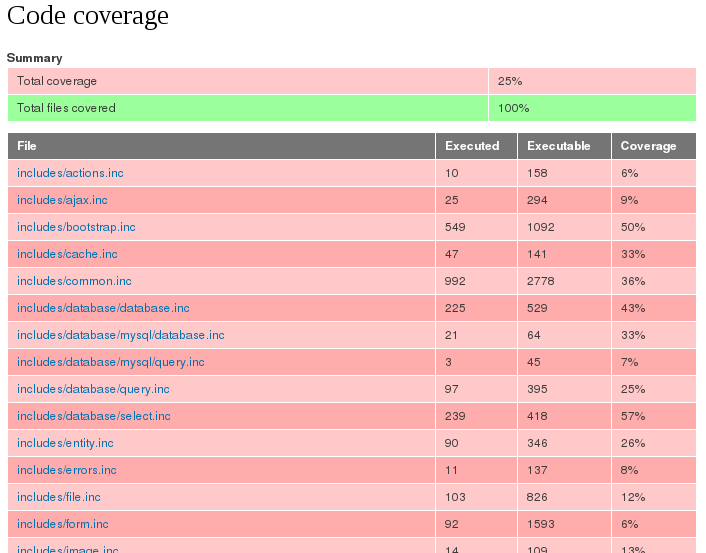 Code coverage
Summary
Total coverage 25%
Total files covered 100%
File Executed Executable Coverage
includes/actions.inc 10 158 6%
includes/ajax.inc 25 294 9%
includes/bootstrap.inc 549 1092 50%
includes/cache.inc 47 141 33%
includes/common.inc 992 2778 36%
includes/database/database.inc 225 529 43%
includes/database/mysql/database.inc 21 64 33%
includes/database/mysql/query.inc 3 45 7%
includes/database/query.inc 97 395 25%
includes/database/select.inc 239 418 57%
includes/entity.inc 90 346 26%
includes/errors.inc 11 137 8%
includes/file.inc 103 826 12%
includes/form.inc 92 1593 6%
includes/image.inc 14 109 13%